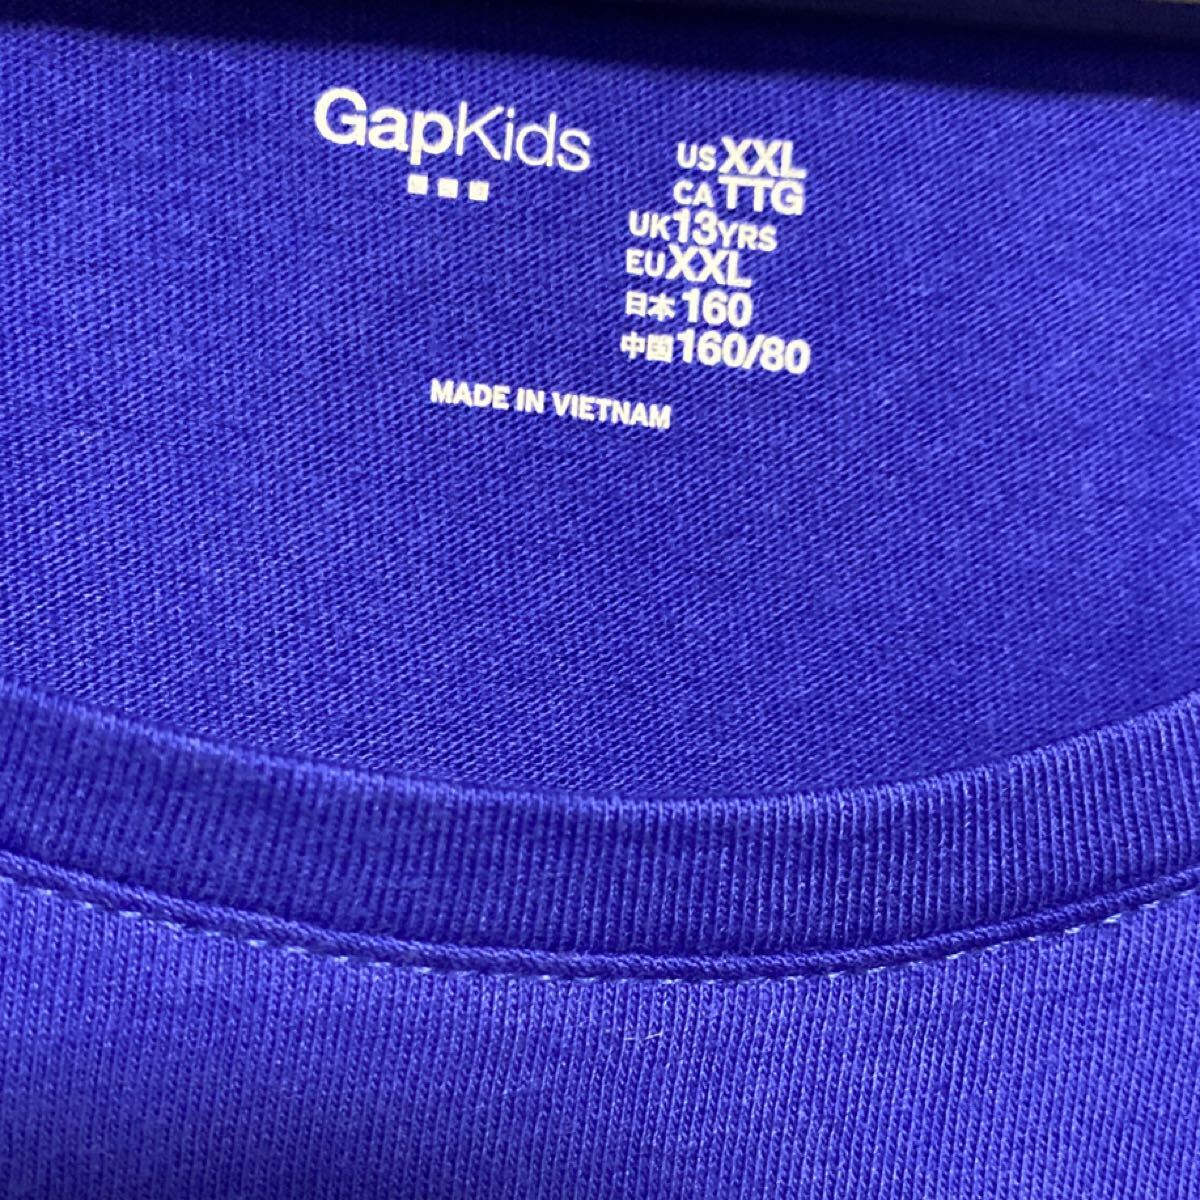 GapKids
US XXL
CA TTG
UK 13YRS
EU XXL
日本 160
中国 160/80
MADE IN VIETNAM